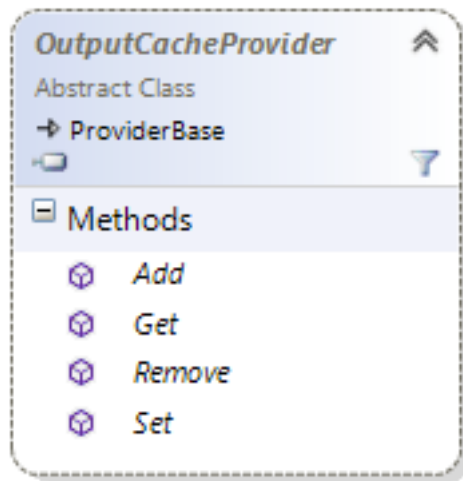 OutputCacheProvider
Abstract Class
ProviderBase
Methods
Add
Get
Remove
Set